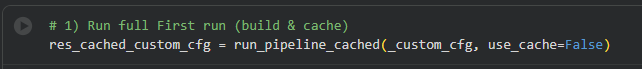 # 1) Run full First run (build & cache)
res_cached_custom_cfg = run_pipeline_cached(_custom_cfg, use_cache=False)